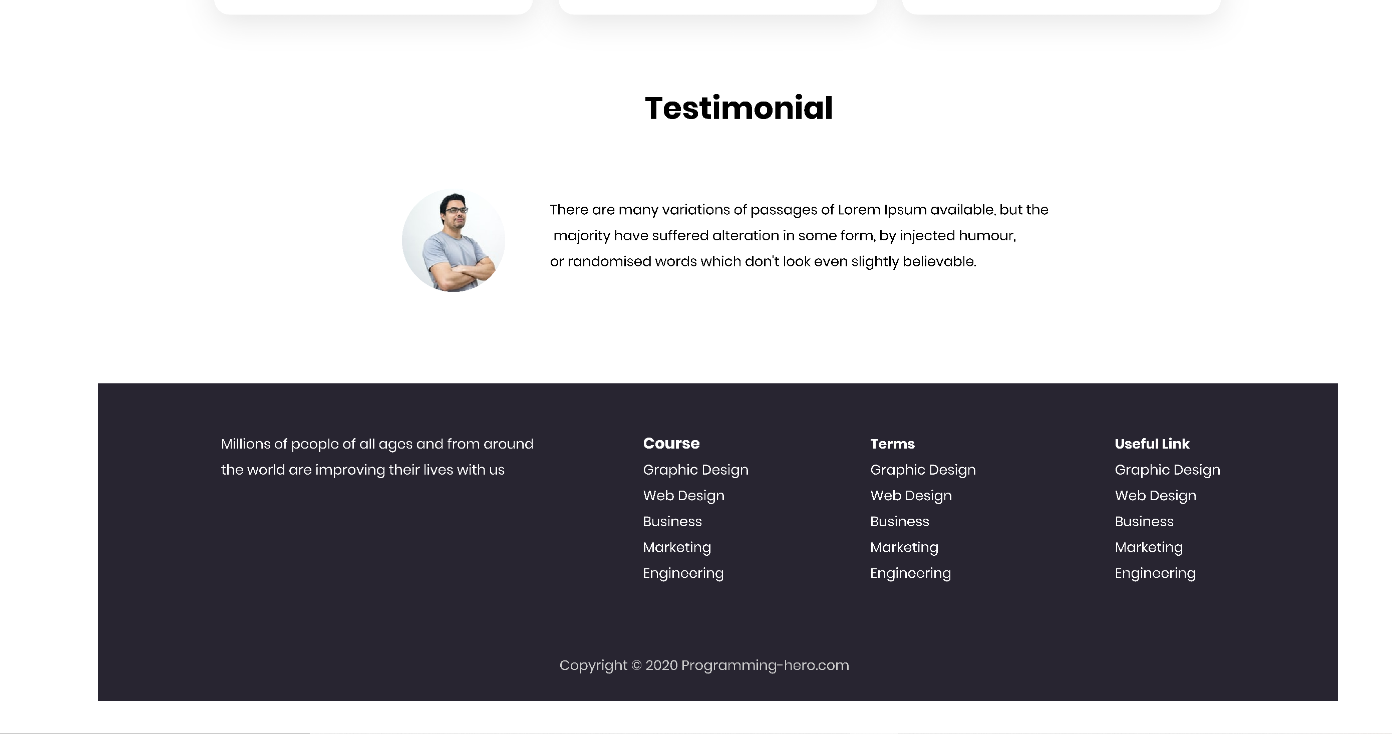 Testimonial
There are many variations of passages of Lorem Ipsum available, but the
majority have suffered alteration in some form, by injected humour,
or randomised words which don't look even slightly believable.
Millions of people of all ages and from around
the world are improving their lives with us
Course
Graphic Design
Web Design
Business
Marketing
Engineering
Terms
Graphic Design
Web Design
Business
Marketing
Engineering
Useful Link
Graphic Design
Web Design
Business
Marketing
Engineering
Copyright © 2020 Programming-hero.com